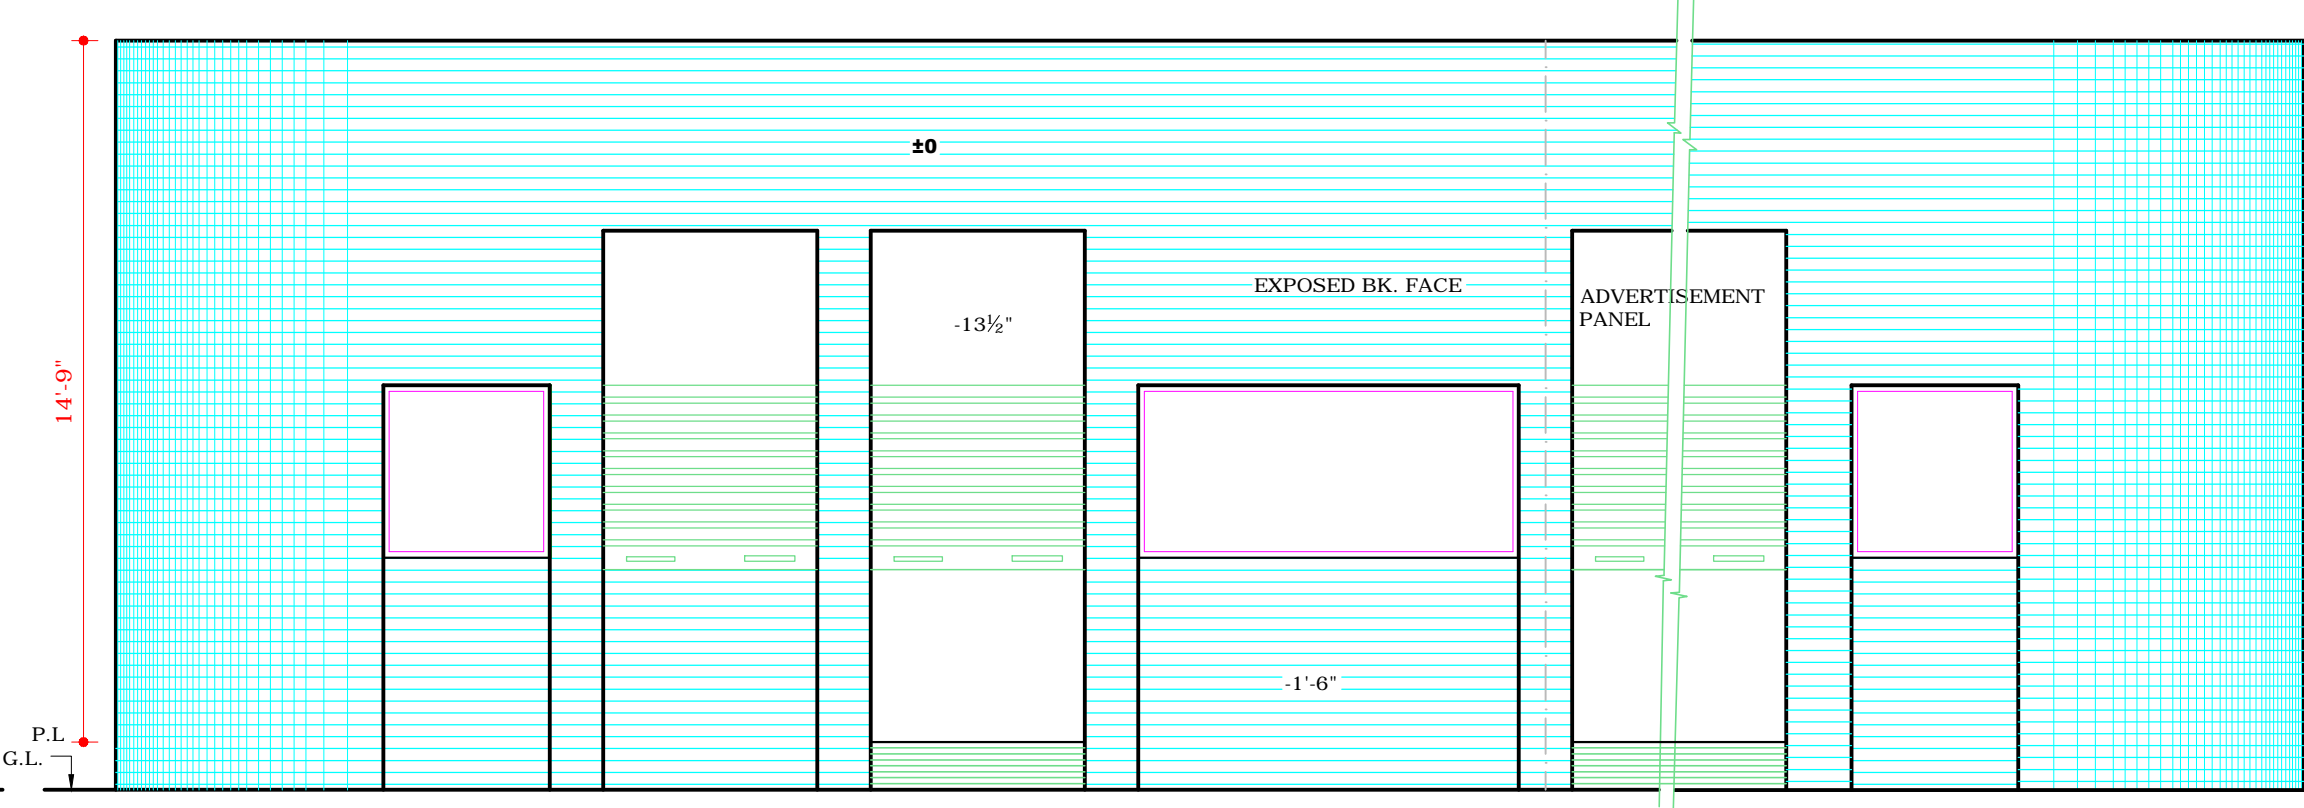 ±0
EXPOSED BK. FACE
ADVERTISEMENT
PANEL
-13½"
14'-9"
-1'-6"
P.L
G.L.